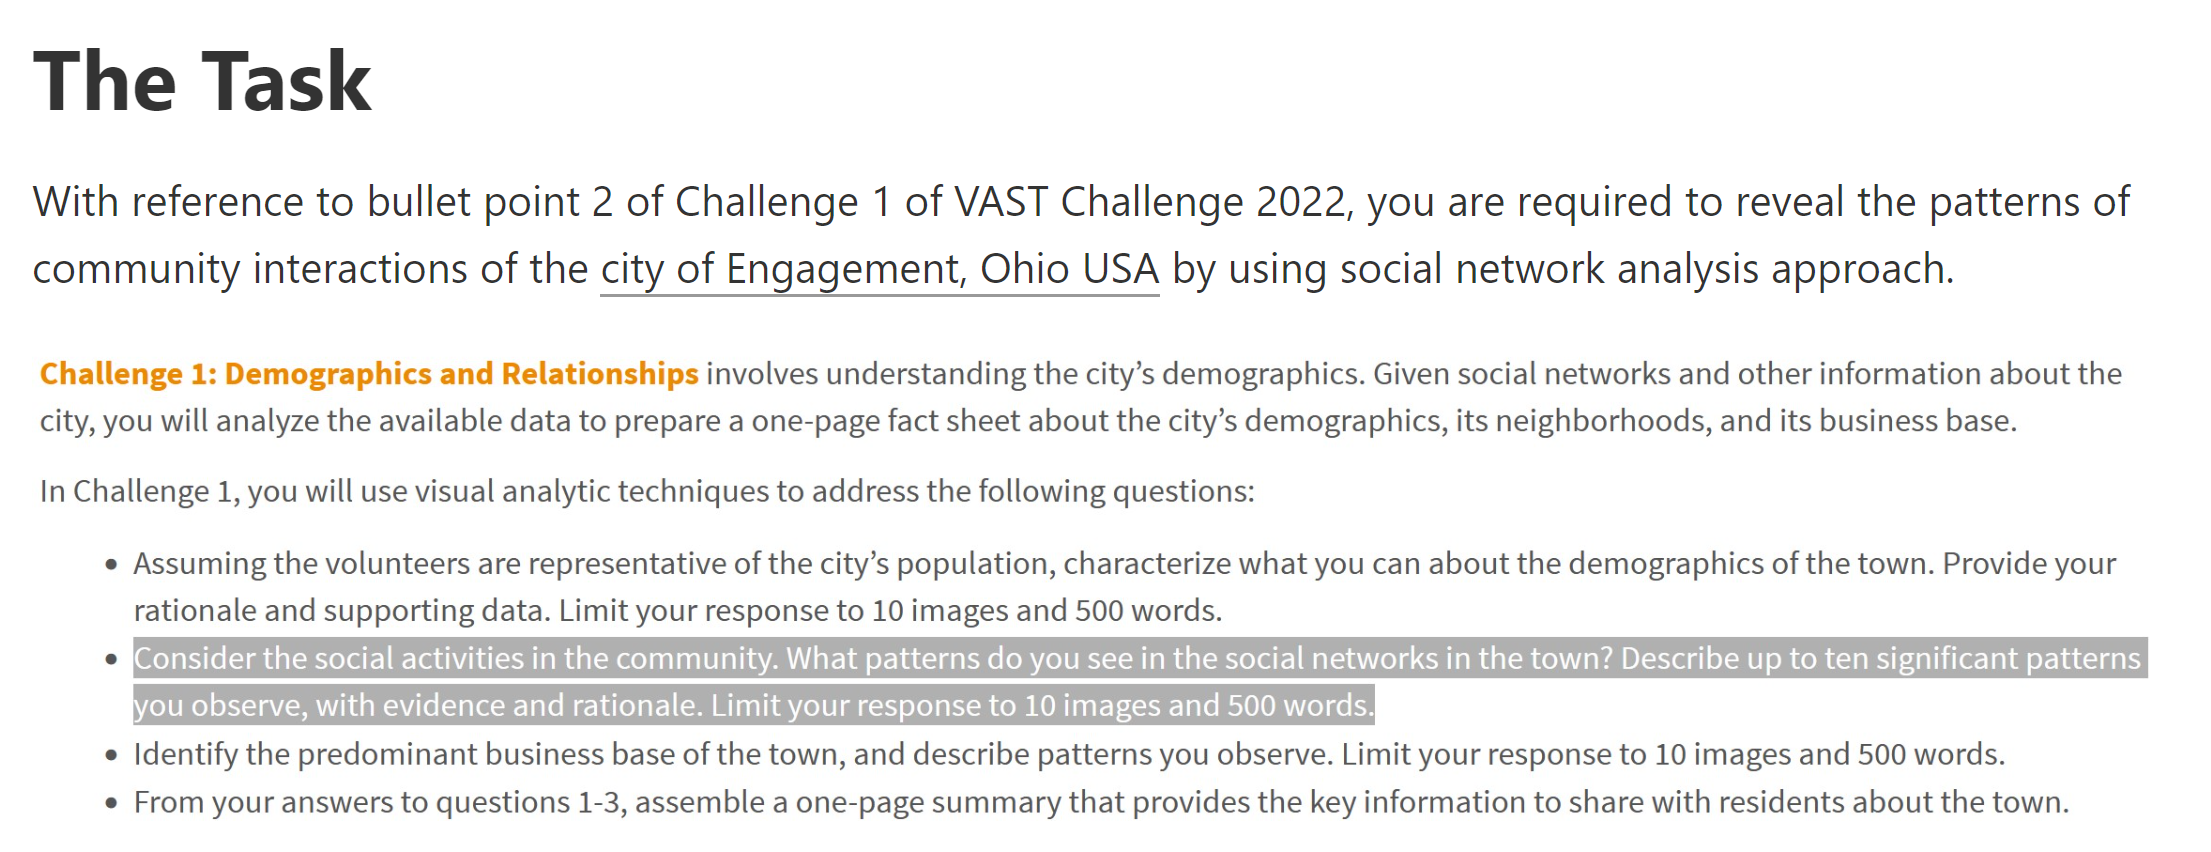 The Task
With reference to bullet point 2 of Challenge 1 of VAST Challenge 2022, you are required to reveal the patterns of
community interactions of the city of Engagement, Ohio USA by using social network analysis approach.
Challenge 1: Demographics and Relationships involves understanding the city’s demographics. Given social networks and other information about the
city, you will analyze the available data to prepare a one-page fact sheet about the city’s demographics, its neighborhoods, and its business base.
In Challenge 1, you will use visual analytic techniques to address the following questions:
• Assuming the volunteers are representative of the city’s population, characterize what you can about the demographics of the town. Provide your
rationale and supporting data. Limit your response to 10 images and 500 words.
• Consider the social activities in the community. What patterns do you see in the social networks in the town? Describe up to ten significant patterns
you observe, with evidence and rationale. Limit your response to 10 images and 500 words.
• Identify the predominant business base of the town, and describe patterns you observe. Limit your response to 10 images and 500 words.
• From your answers to questions 1-3, assemble a one-page summary that provides the key information to share with residents about the town.